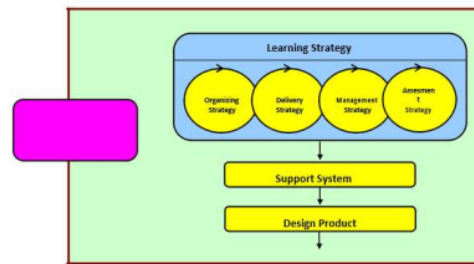 Learning Strategy
Organizing
Strategy
Delivery
Strategy
Management
Strategy
Assesmen
t
Strategy
Support System
Design Product